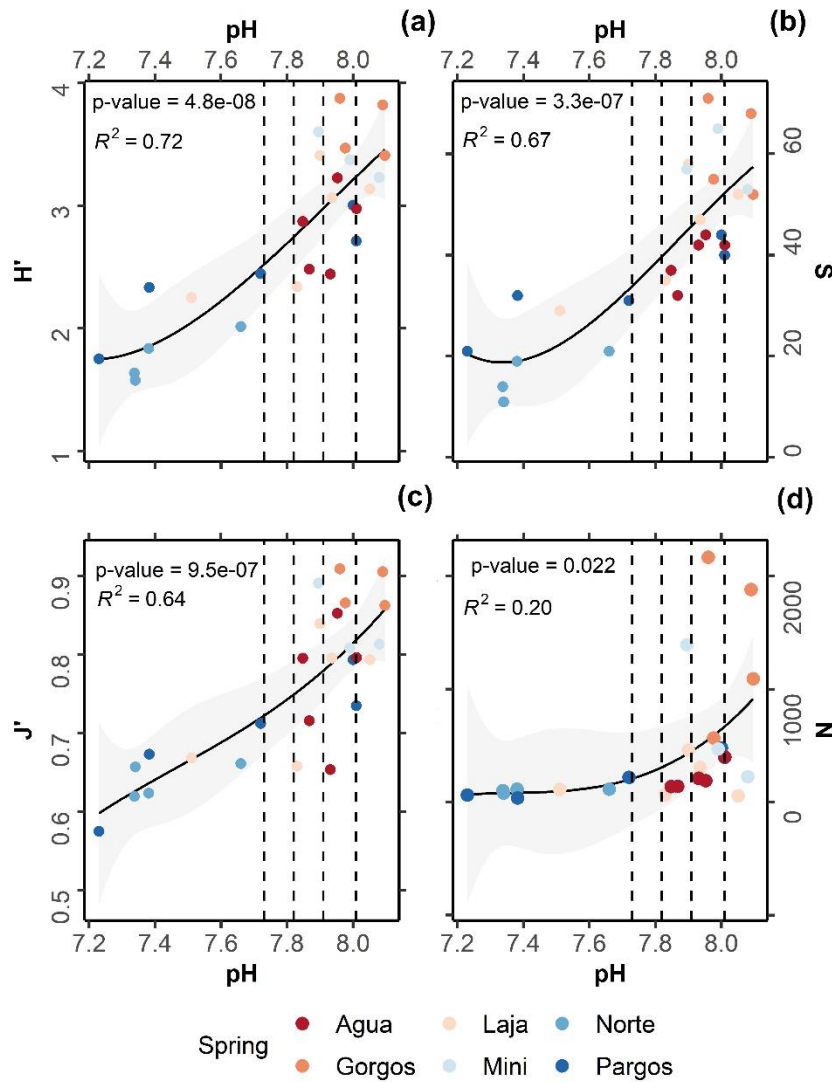 pH (a) pH (b)
7.2 7.4 7.6 7.8 8.0 7.2 7.4 7.6 7.8 8.0
p-value = 4.8e-08
R² = 0.72
p-value = 3.3e-07
R² = 0.67
4
3
2
1
H'
60
40
20
0
S
(c) (d)
p-value = 9.5e-07
R² = 0.64
p-value = 0.022
R² = 0.20
0.9
0.8
0.7
0.6
0.5
J'
2000
1000
0
N
7.2 7.4 7.6 7.8 8.0 7.2 7.4 7.6 7.8 8.0
pH pH
Spring
Agua Laja Norte
Gorgos Mini Pargos